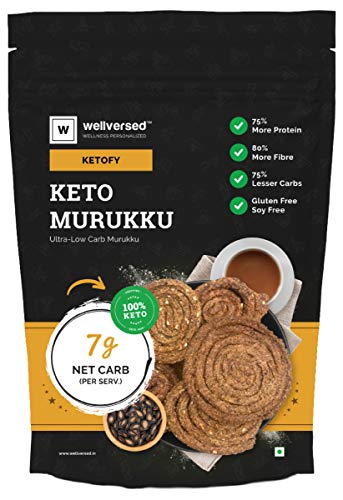 W wellversed™
WELLNESS PERSONALIZED
KETOFY
KETO
MURUKKU
Ultra-Low Carb Murukku
75%
More Protein
80%
More Fibre
75%
Lesser Carbs
Gluten Free
Soy Free
100%
KETO
7g
NET CARB
(PER SERV.)
www.wellversed.in